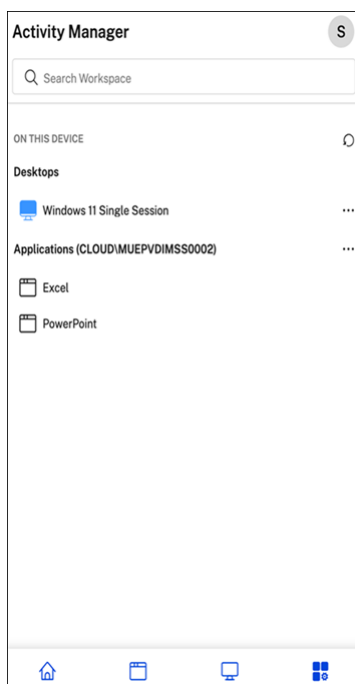 Activity Manager
S
Search Workspace
ON THIS DEVICE
Desktops
Windows 11 Single Session
Applications (CLOUD\MUEPVDIMSS0002)
Excel
PowerPoint